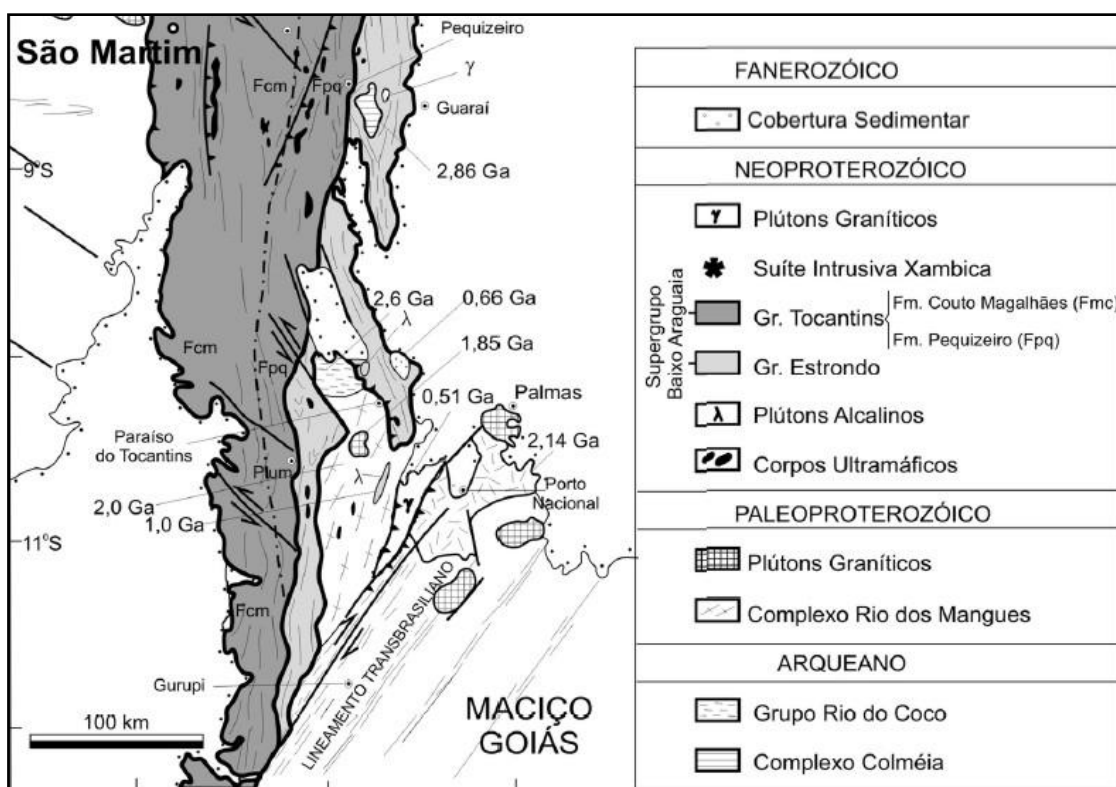 São Martim
Pequizeiro
Fcm
Fpq
γ
Guaraí
9°S
2,86 Ga
2,6 Ga
0,66 Ga
λ
1,85 Ga
Fcm
Fpq
0,51 Ga
Palmas
Paraíso
do Tocantins
2,14 Ga
Plum
λ
Porto
Nacional
2,0 Ga
γ
1,0 Ga
11°S
Fcm
LINEAMENTO TRANSBRASILIANO
Gurupi
MACIÇO
GOIÁS
100 km
FANEROZÓICO
Cobertura Sedimentar
NEOPROTEROZÓICO
γ Plútons Graníticos
Suíte Intrusiva Xambica
Supergrupo
Baixo Araguaia
Gr. Tocantins
Fm. Couto Magalhães (Fmc)
Fm. Pequizeiro (Fpq)
Gr. Estrondo
λ Plútons Alcalinos
Corpos Ultramáficos
PALEOPROTEROZÓICO
Plútons Graníticos
Complexo Rio dos Mangues
ARQUEANO
Grupo Rio do Coco
Complexo Colméia